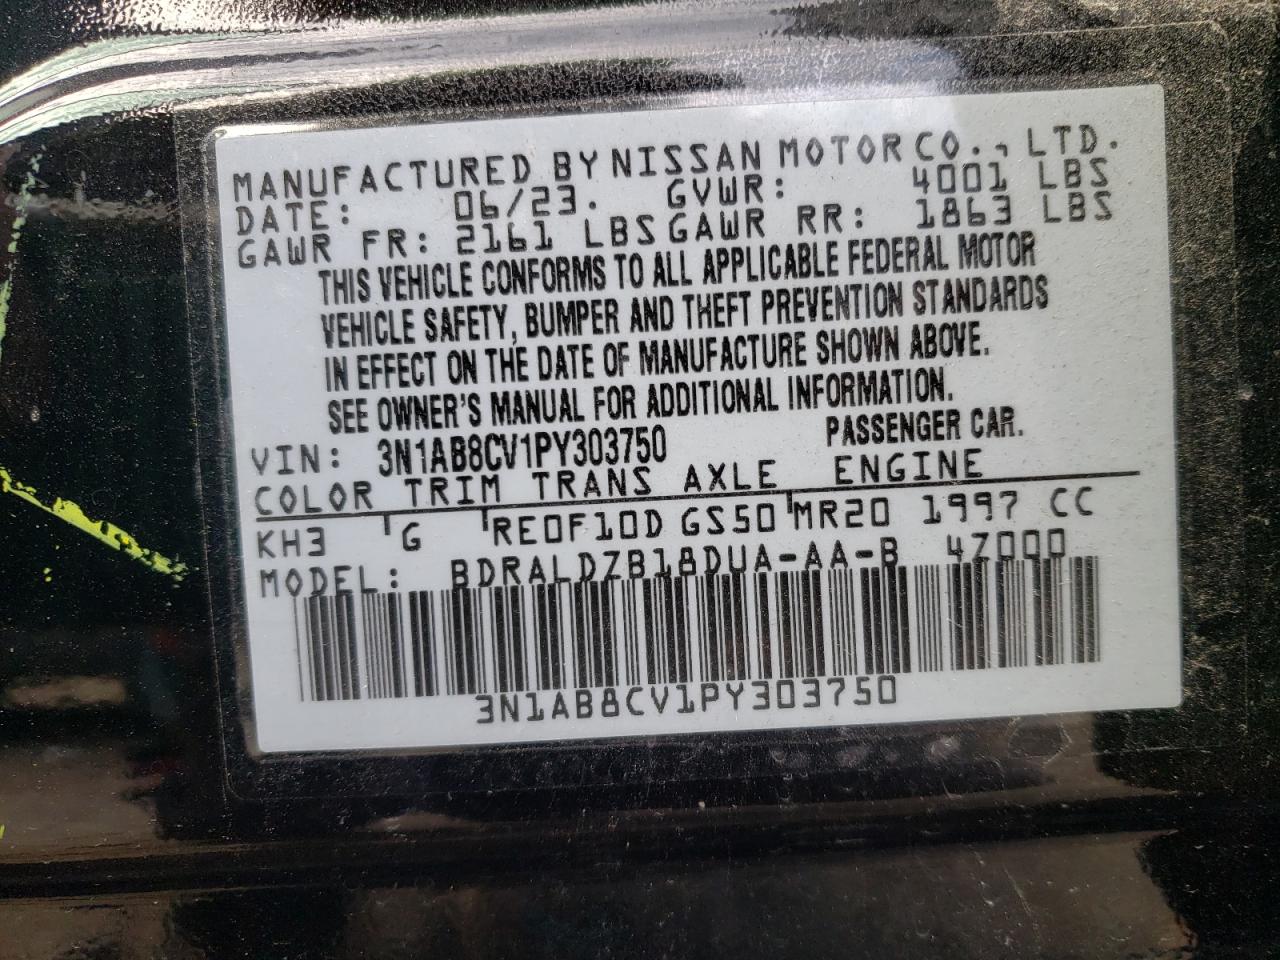 MANUFACTURED BY NISSAN MOTOR CO., LTD.
DATE: 06/23. GVWR: 4001 LBS
GAWR FR: 2161 LBS GAWR RR: 1863 LBS
THIS VEHICLE CONFORMS TO ALL APPLICABLE FEDERAL MOTOR
VEHICLE SAFETY, BUMPER AND THEFT PREVENTION STANDARDS
IN EFFECT ON THE DATE OF MANUFACTURE SHOWN ABOVE.
SEE OWNER'S MANUAL FOR ADDITIONAL INFORMATION.
VIN: 3N1AB8CV1PY303750 PASSENGER CAR.
COLOR TRIM TRANS AXLE ENGINE
KH3 G RE0F10D GS50 MR20 1997 CC
MODEL: BDRALDZB18DUA-AA-B 4Z000
3N1AB8CV1PY303750